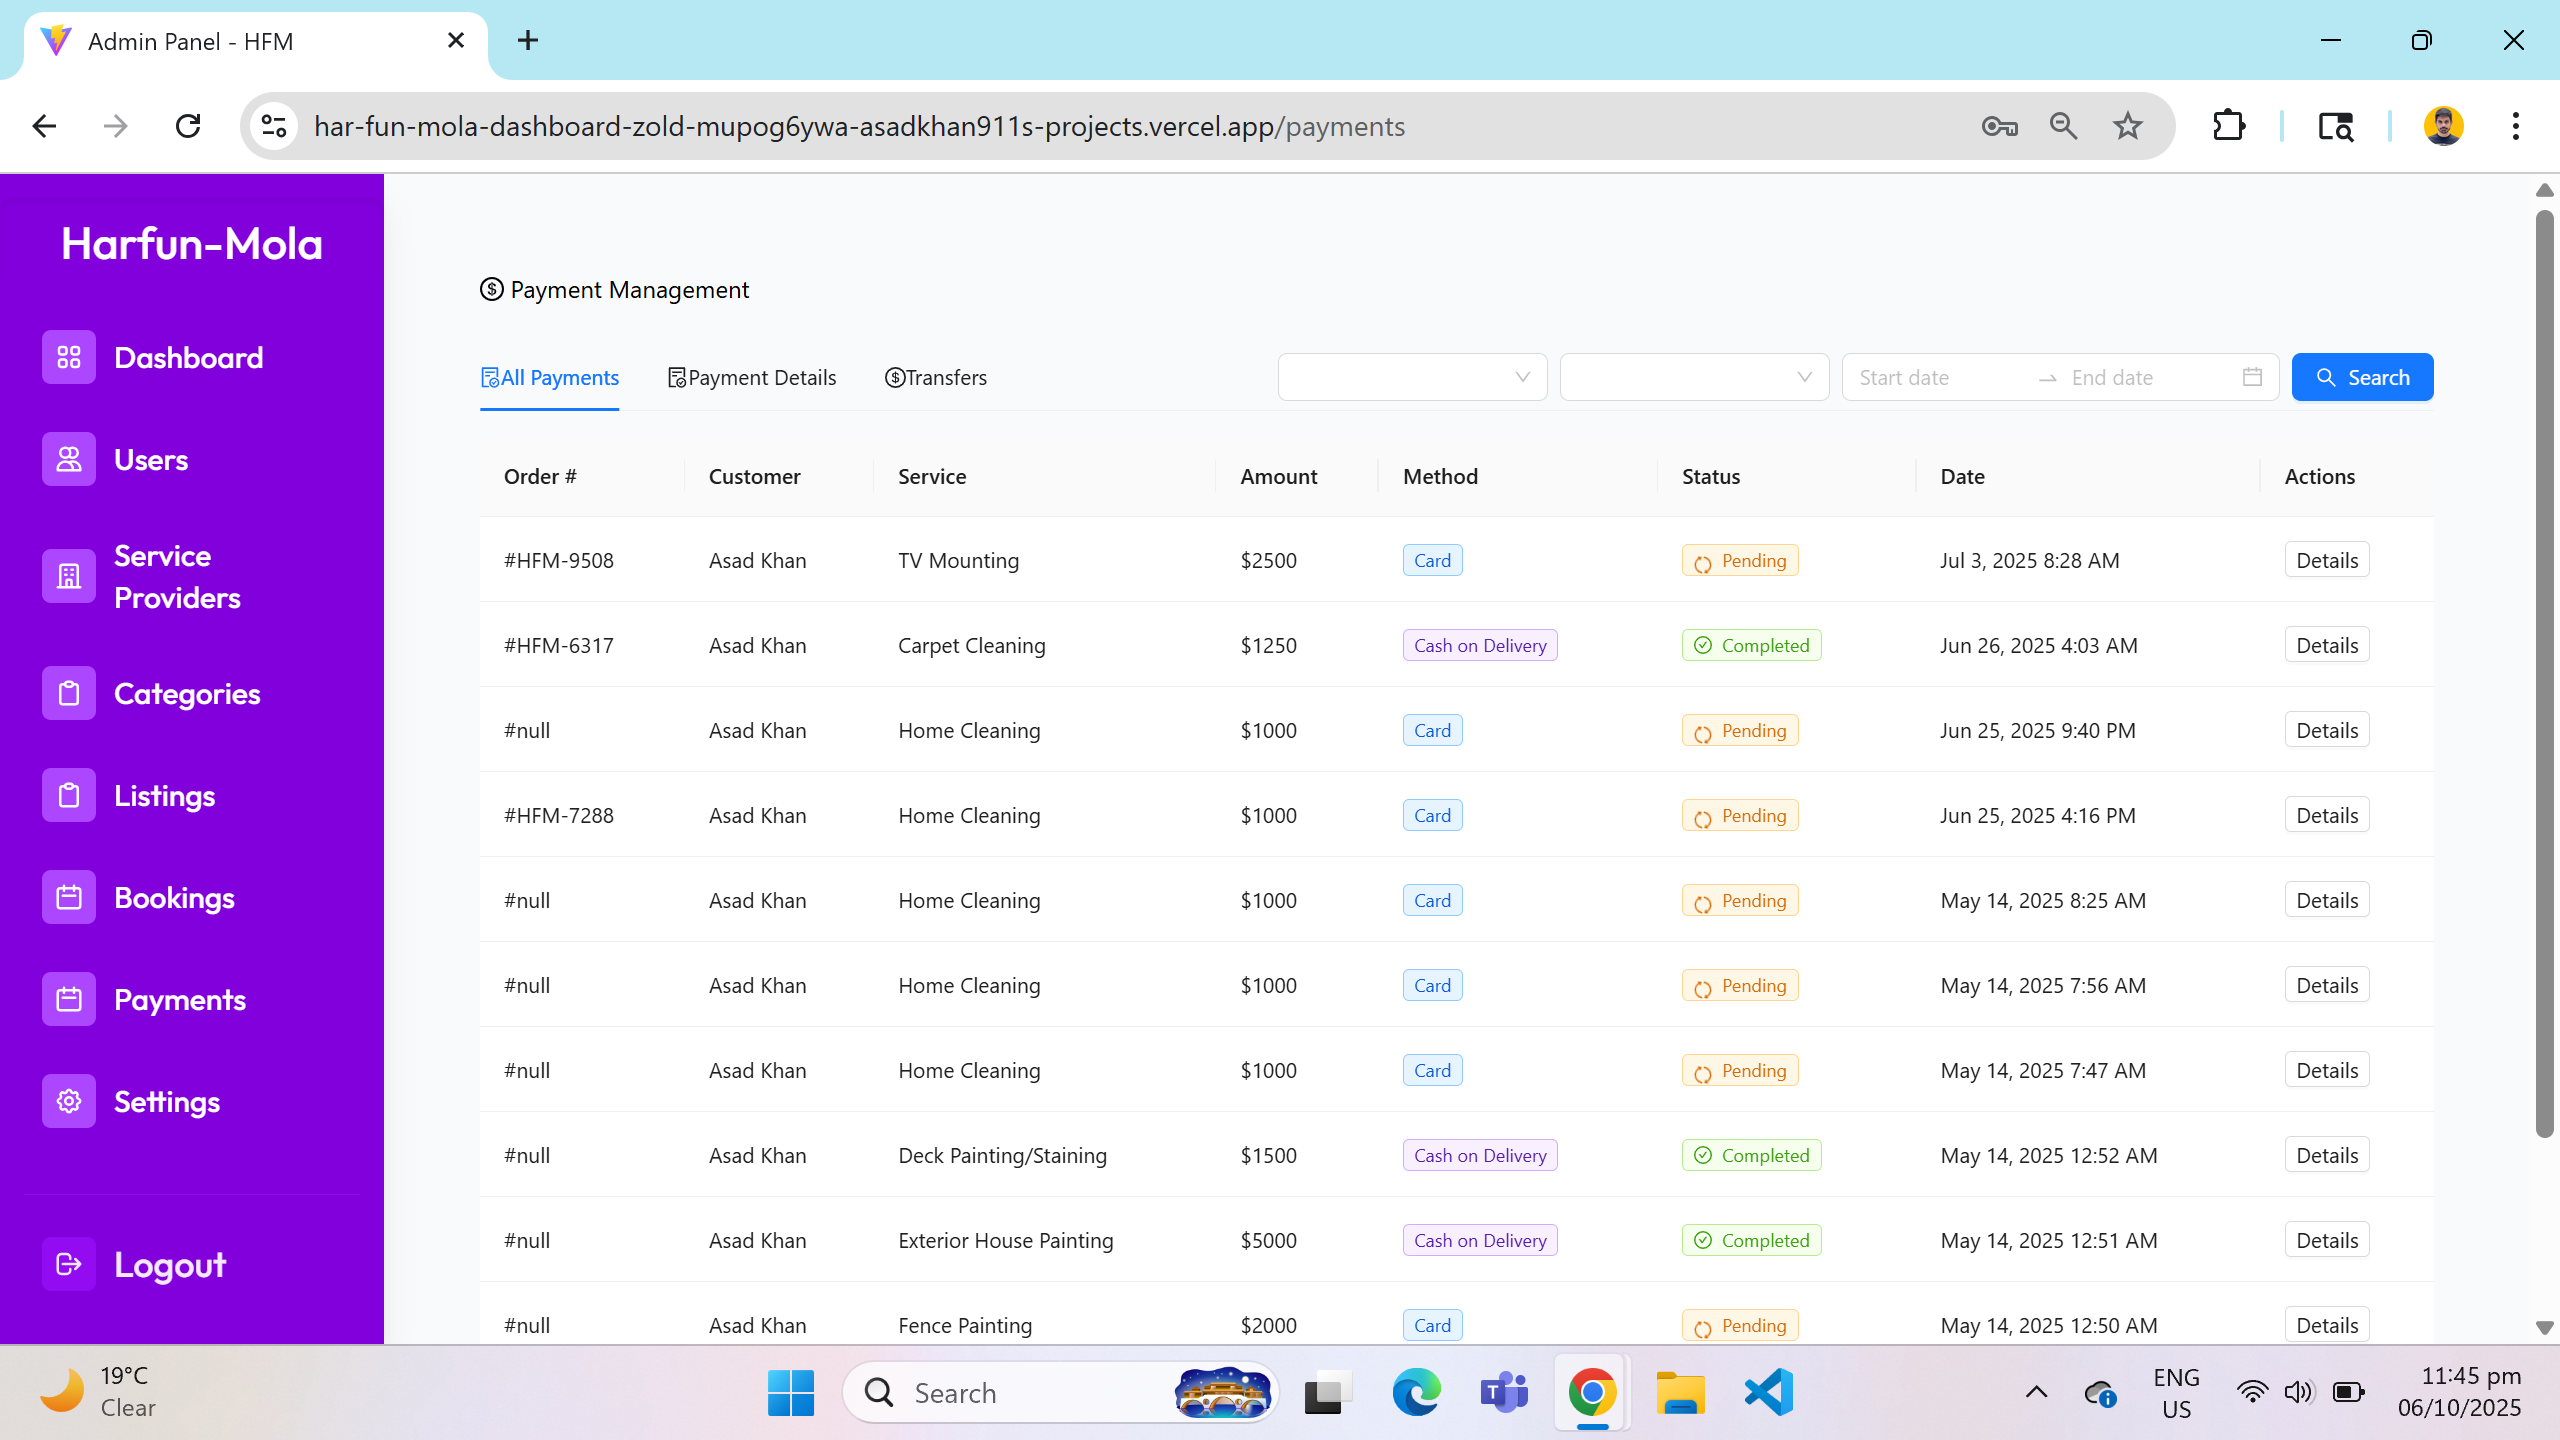 Admin Panel - HFM
har-fun-mola-dashboard-zold-mupog6ywa-asadkhan911s-projects.vercel.app/payments
Harfun-Mola
Dashboard
Users
Service
Providers
Categories
Listings
Bookings
Payments
Settings
Logout
Payment Management
All Payments Payment Details Transfers Start date End date Search
Order # Customer Service Amount Method Status Date Actions
#HFM-9508 Asad Khan TV Mounting $2500 Card Pending Jul 3, 2025 8:28 AM Details
#HFM-6317 Asad Khan Carpet Cleaning $1250 Cash on Delivery Completed Jun 26, 2025 4:03 AM Details
#null Asad Khan Home Cleaning $1000 Card Pending Jun 25, 2025 9:40 PM Details
#HFM-7288 Asad Khan Home Cleaning $1000 Card Pending Jun 25, 2025 4:16 PM Details
#null Asad Khan Home Cleaning $1000 Card Pending May 14, 2025 8:25 AM Details
#null Asad Khan Home Cleaning $1000 Card Pending May 14, 2025 7:56 AM Details
#null Asad Khan Home Cleaning $1000 Card Pending May 14, 2025 7:47 AM Details
#null Asad Khan Deck Painting/Staining $1500 Cash on Delivery Completed May 14, 2025 12:52 AM Details
#null Asad Khan Exterior House Painting $5000 Cash on Delivery Completed May 14, 2025 12:51 AM Details
#null Asad Khan Fence Painting $2000 Card Pending May 14, 2025 12:50 AM Details
19°C
Clear
Search
ENG
US
11:45 pm
06/10/2025